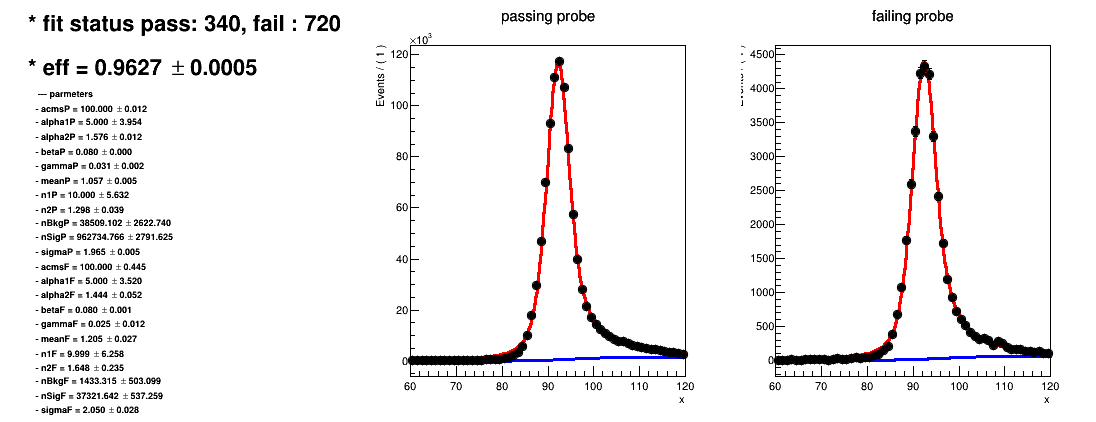 * fit status pass: 340, fail : 720
* eff = 0.9627 ± 0.0005
--- parmeters
- acmsP = 100.000 ± 0.012
- alpha1P = 5.000 ± 3.954
- alpha2P = 1.576 ± 0.012
- betaP = 0.080 ± 0.000
- gammaP = 0.031 ± 0.002
- meanP = 1.057 ± 0.005
- n1P = 10.000 ± 5.632
- n2P = 1.298 ± 0.039
- nBkgP = 38509.102 ± 2622.740
- nSigP = 962734.766 ± 2791.625
- sigmaP = 1.965 ± 0.005
- acmsF = 100.000 ± 0.445
- alpha1F = 5.000 ± 3.520
- alpha2F = 1.444 ± 0.052
- betaF = 0.080 ± 0.001
- gammaF = 0.025 ± 0.012
- meanF = 1.205 ± 0.027
- n1F = 9.999 ± 6.258
- n2F = 1.648 ± 0.235
- nBkgF = 1433.315 ± 503.099
- nSigF = 37321.642 ± 537.259
- sigmaF = 2.050 ± 0.028
passing probe
×10³
Events / ( 1 )
120
100
80
60
40
20
0
60 70 80 90 100 110 120
x
failing probe
4500
4000
3500
3000
2500
2000
1500
1000
500
0
60 70 80 90 100 110 120
x